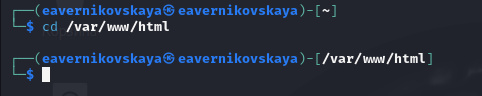 ┌──(eavernikovskaya㉿eavernikovskaya)-[~]
└─$ cd /var/www/html
┌──(eavernikovskaya㉿eavernikovskaya)-[/var/www/html]
└─$